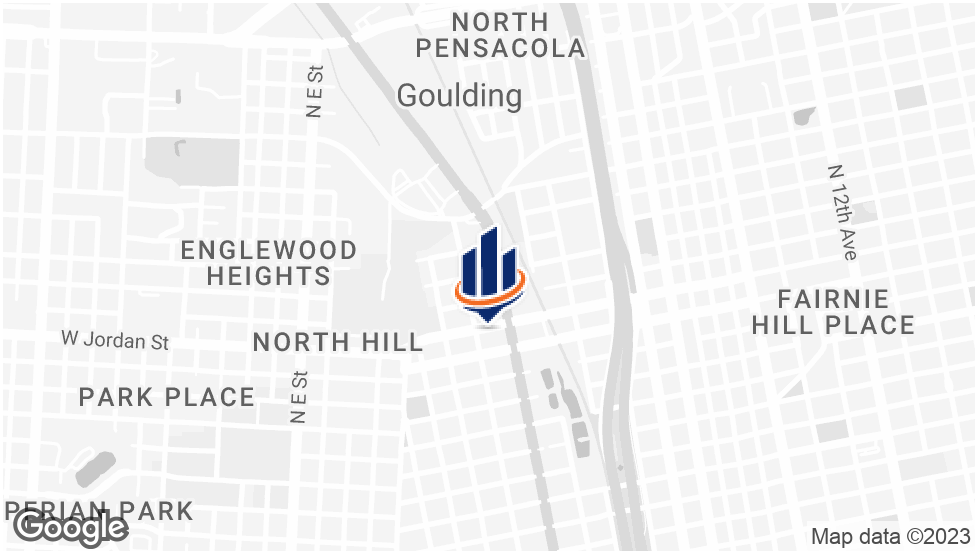 NORTH
PENSACOLA
Goulding
N E St
N 12th Ave
ENGLEWOOD
HEIGHTS
FAIRNIE
HILL PLACE
W Jordan St
NORTH HILL
N E St
PARK PLACE
PERIAN PARK
Google
Map data ©2023